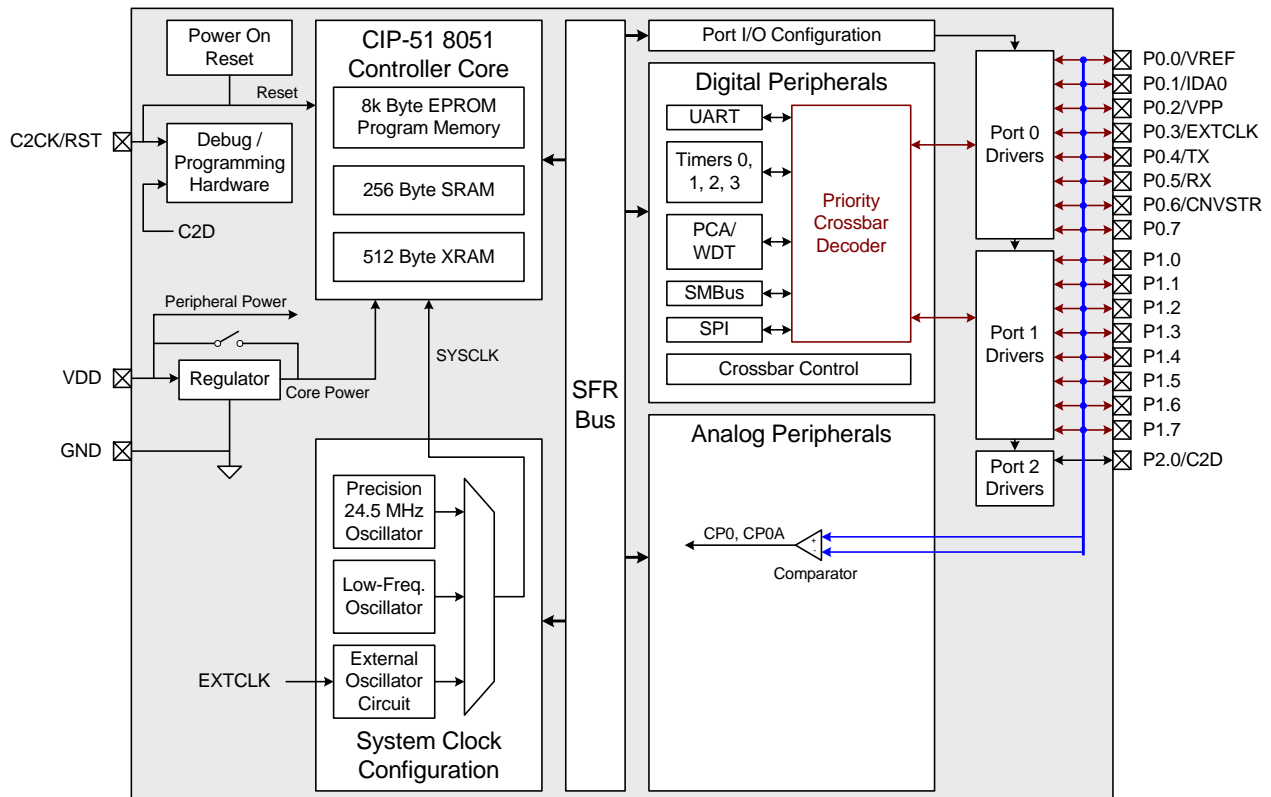 Power On
Reset
Reset
C2CK/RST
Debug /
Programming
Hardware
C2D
Peripheral Power
VDD
Regulator
Core Power
GND
CIP-51 8051
Controller Core
8k Byte EPROM
Program Memory
256 Byte SRAM
512 Byte XRAM
SYSCLK
Precision
24.5 MHz
Oscillator
Low-Freq.
Oscillator
EXTCLK
External
Oscillator
Circuit
System Clock
Configuration
SFR
Bus
Port I/O Configuration
Digital Peripherals
UART
Timers 0,
1, 2, 3
PCA/
WDT
SMBus
SPI
Priority
Crossbar
Decoder
Crossbar Control
Analog Peripherals
CP0, CP0A
+
-
Comparator
Port 0
Drivers
Port 1
Drivers
Port 2
Drivers
P0.0/VREF
P0.1/IDA0
P0.2/VPP
P0.3/EXTCLK
P0.4/TX
P0.5/RX
P0.6/CNVSTR
P0.7
P1.0
P1.1
P1.2
P1.3
P1.4
P1.5
P1.6
P1.7
P2.0/C2D